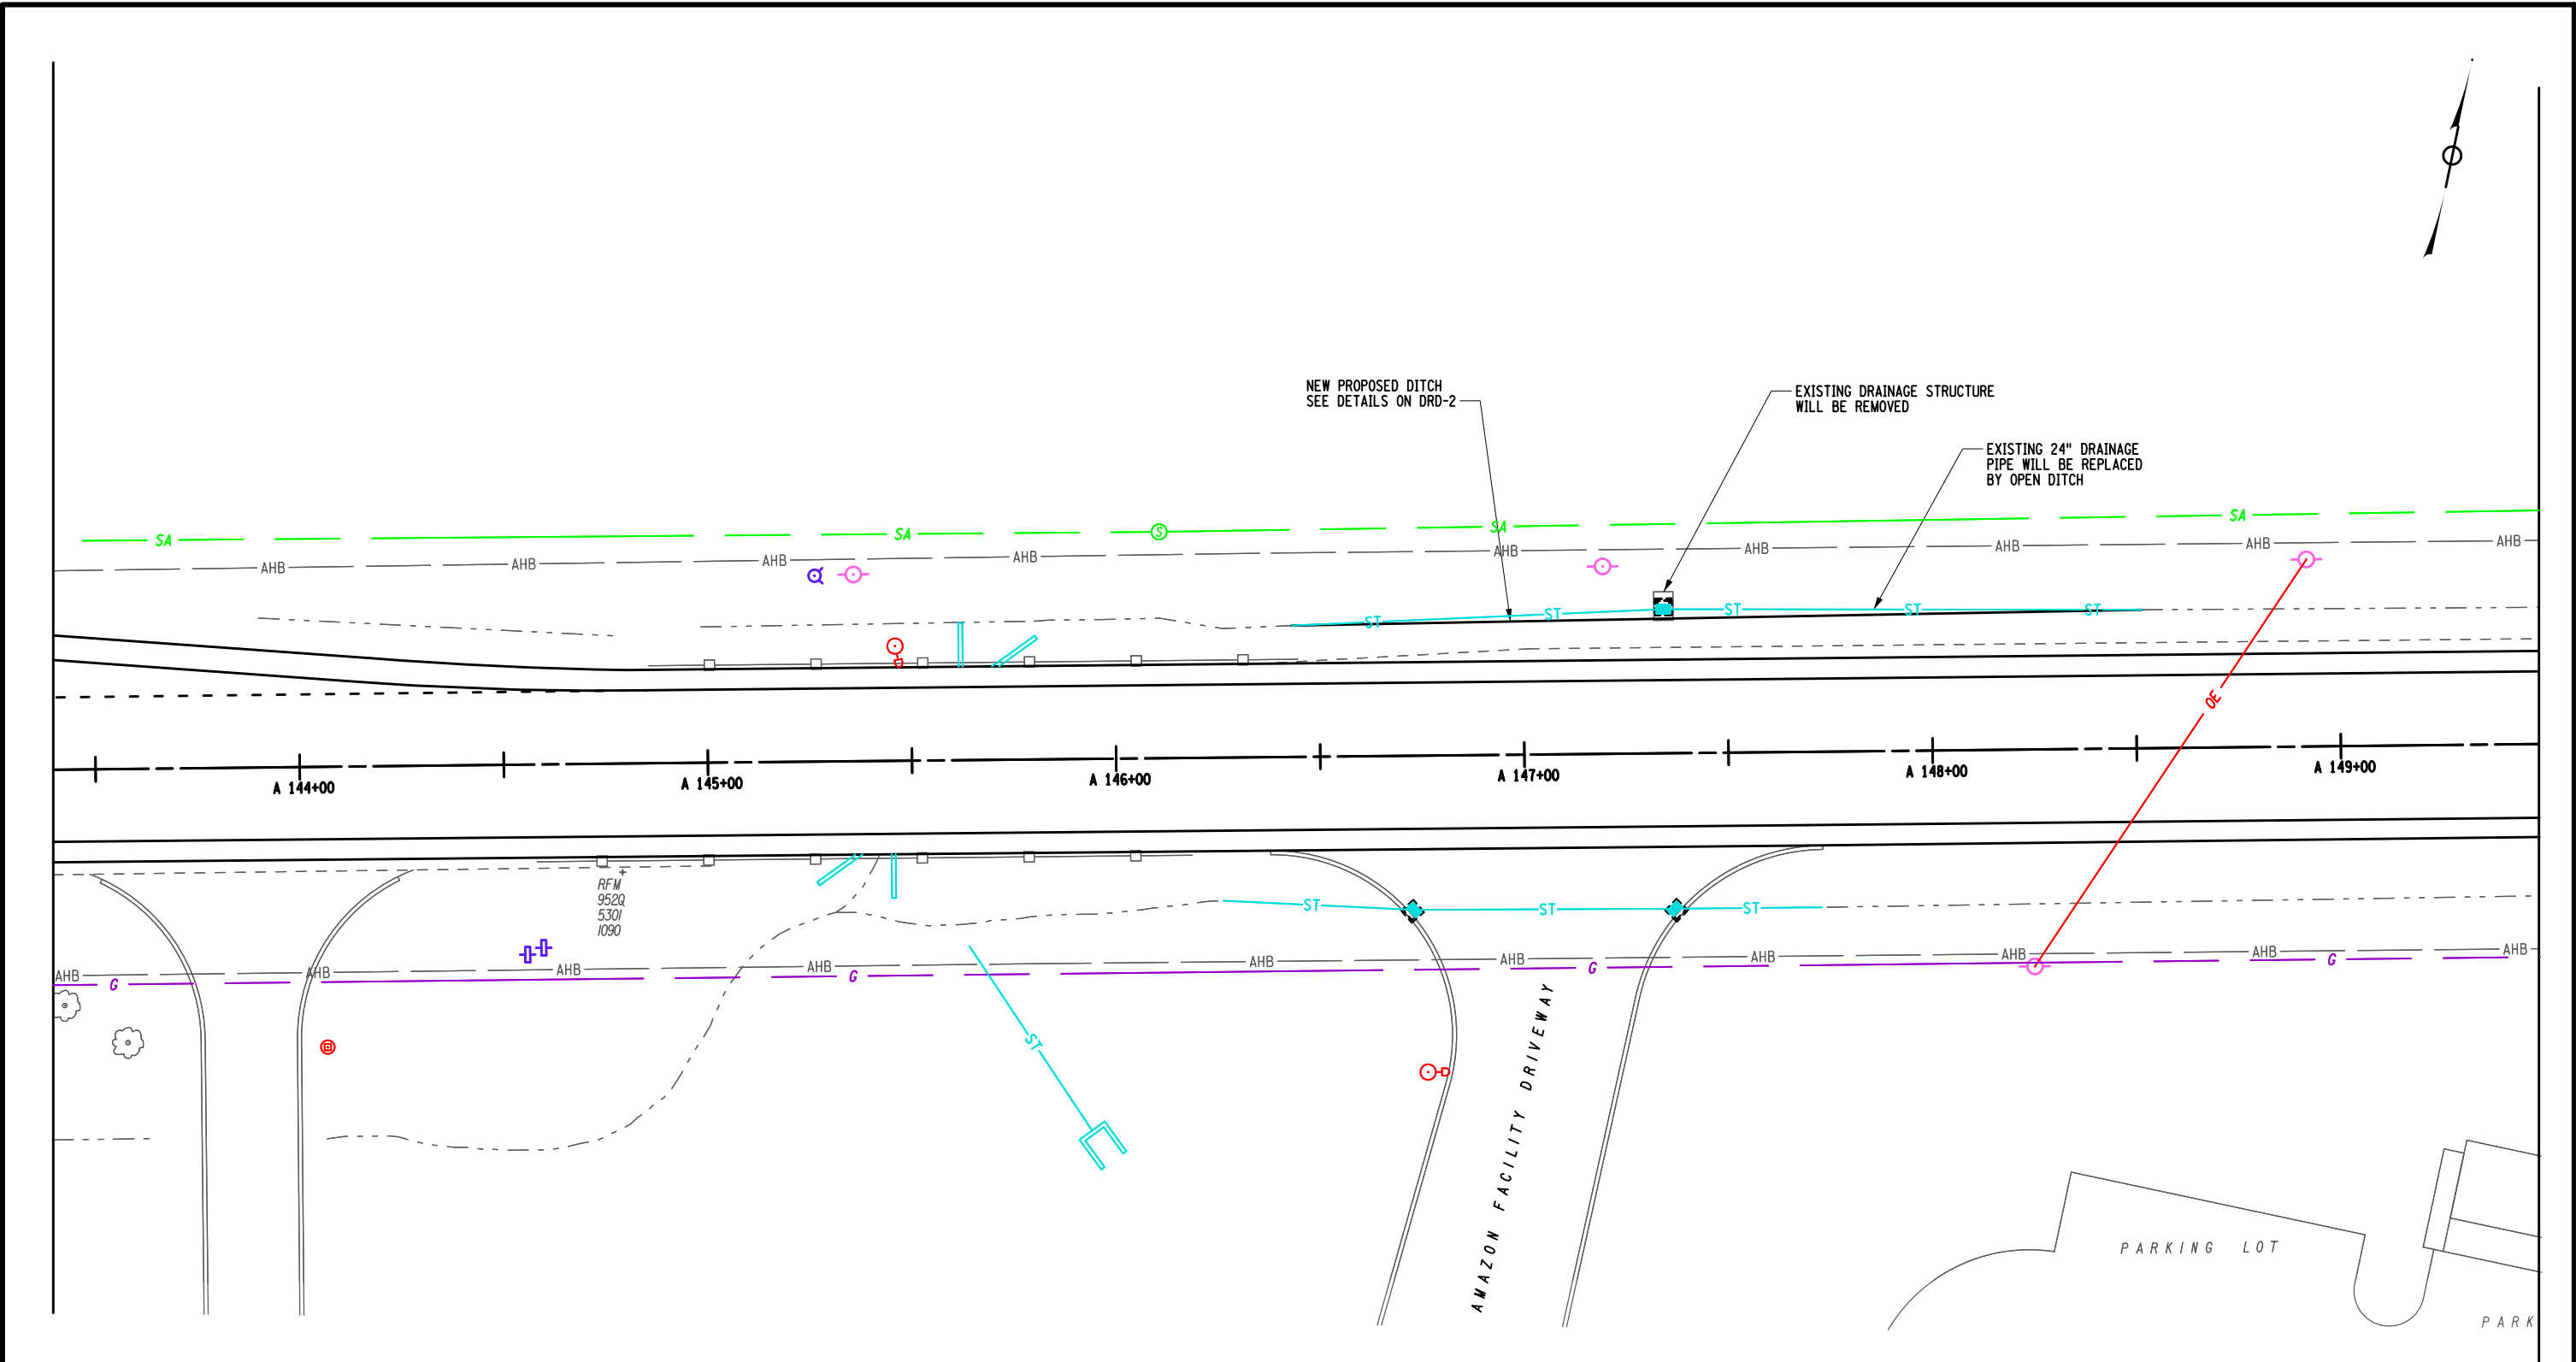 NEW PROPOSED DITCH
SEE DETAILS ON DRD-2
EXISTING DRAINAGE STRUCTURE
WILL BE REMOVED
EXISTING 24" DRAINAGE
PIPE WILL BE REPLACED
BY OPEN DITCH
SA
SA
S
SA
SA
AHB
AHB
AHB
AHB
AHB
AHB
AHB
AHB
AHB
ST
ST
ST
ST
ST
OE
A 144+00
A 145+00
A 146+00
A 147+00
A 148+00
A 149+00
RFM
952Q
5301
1090
ST
ST
ST
AHB
AHB
AHB
AHB
AHB
AHB
AHB
AHB
AHB
AHB
G
G
G
G
ST
AMAZON FACILITY DRIVEWAY
PARKING LOT
PARK